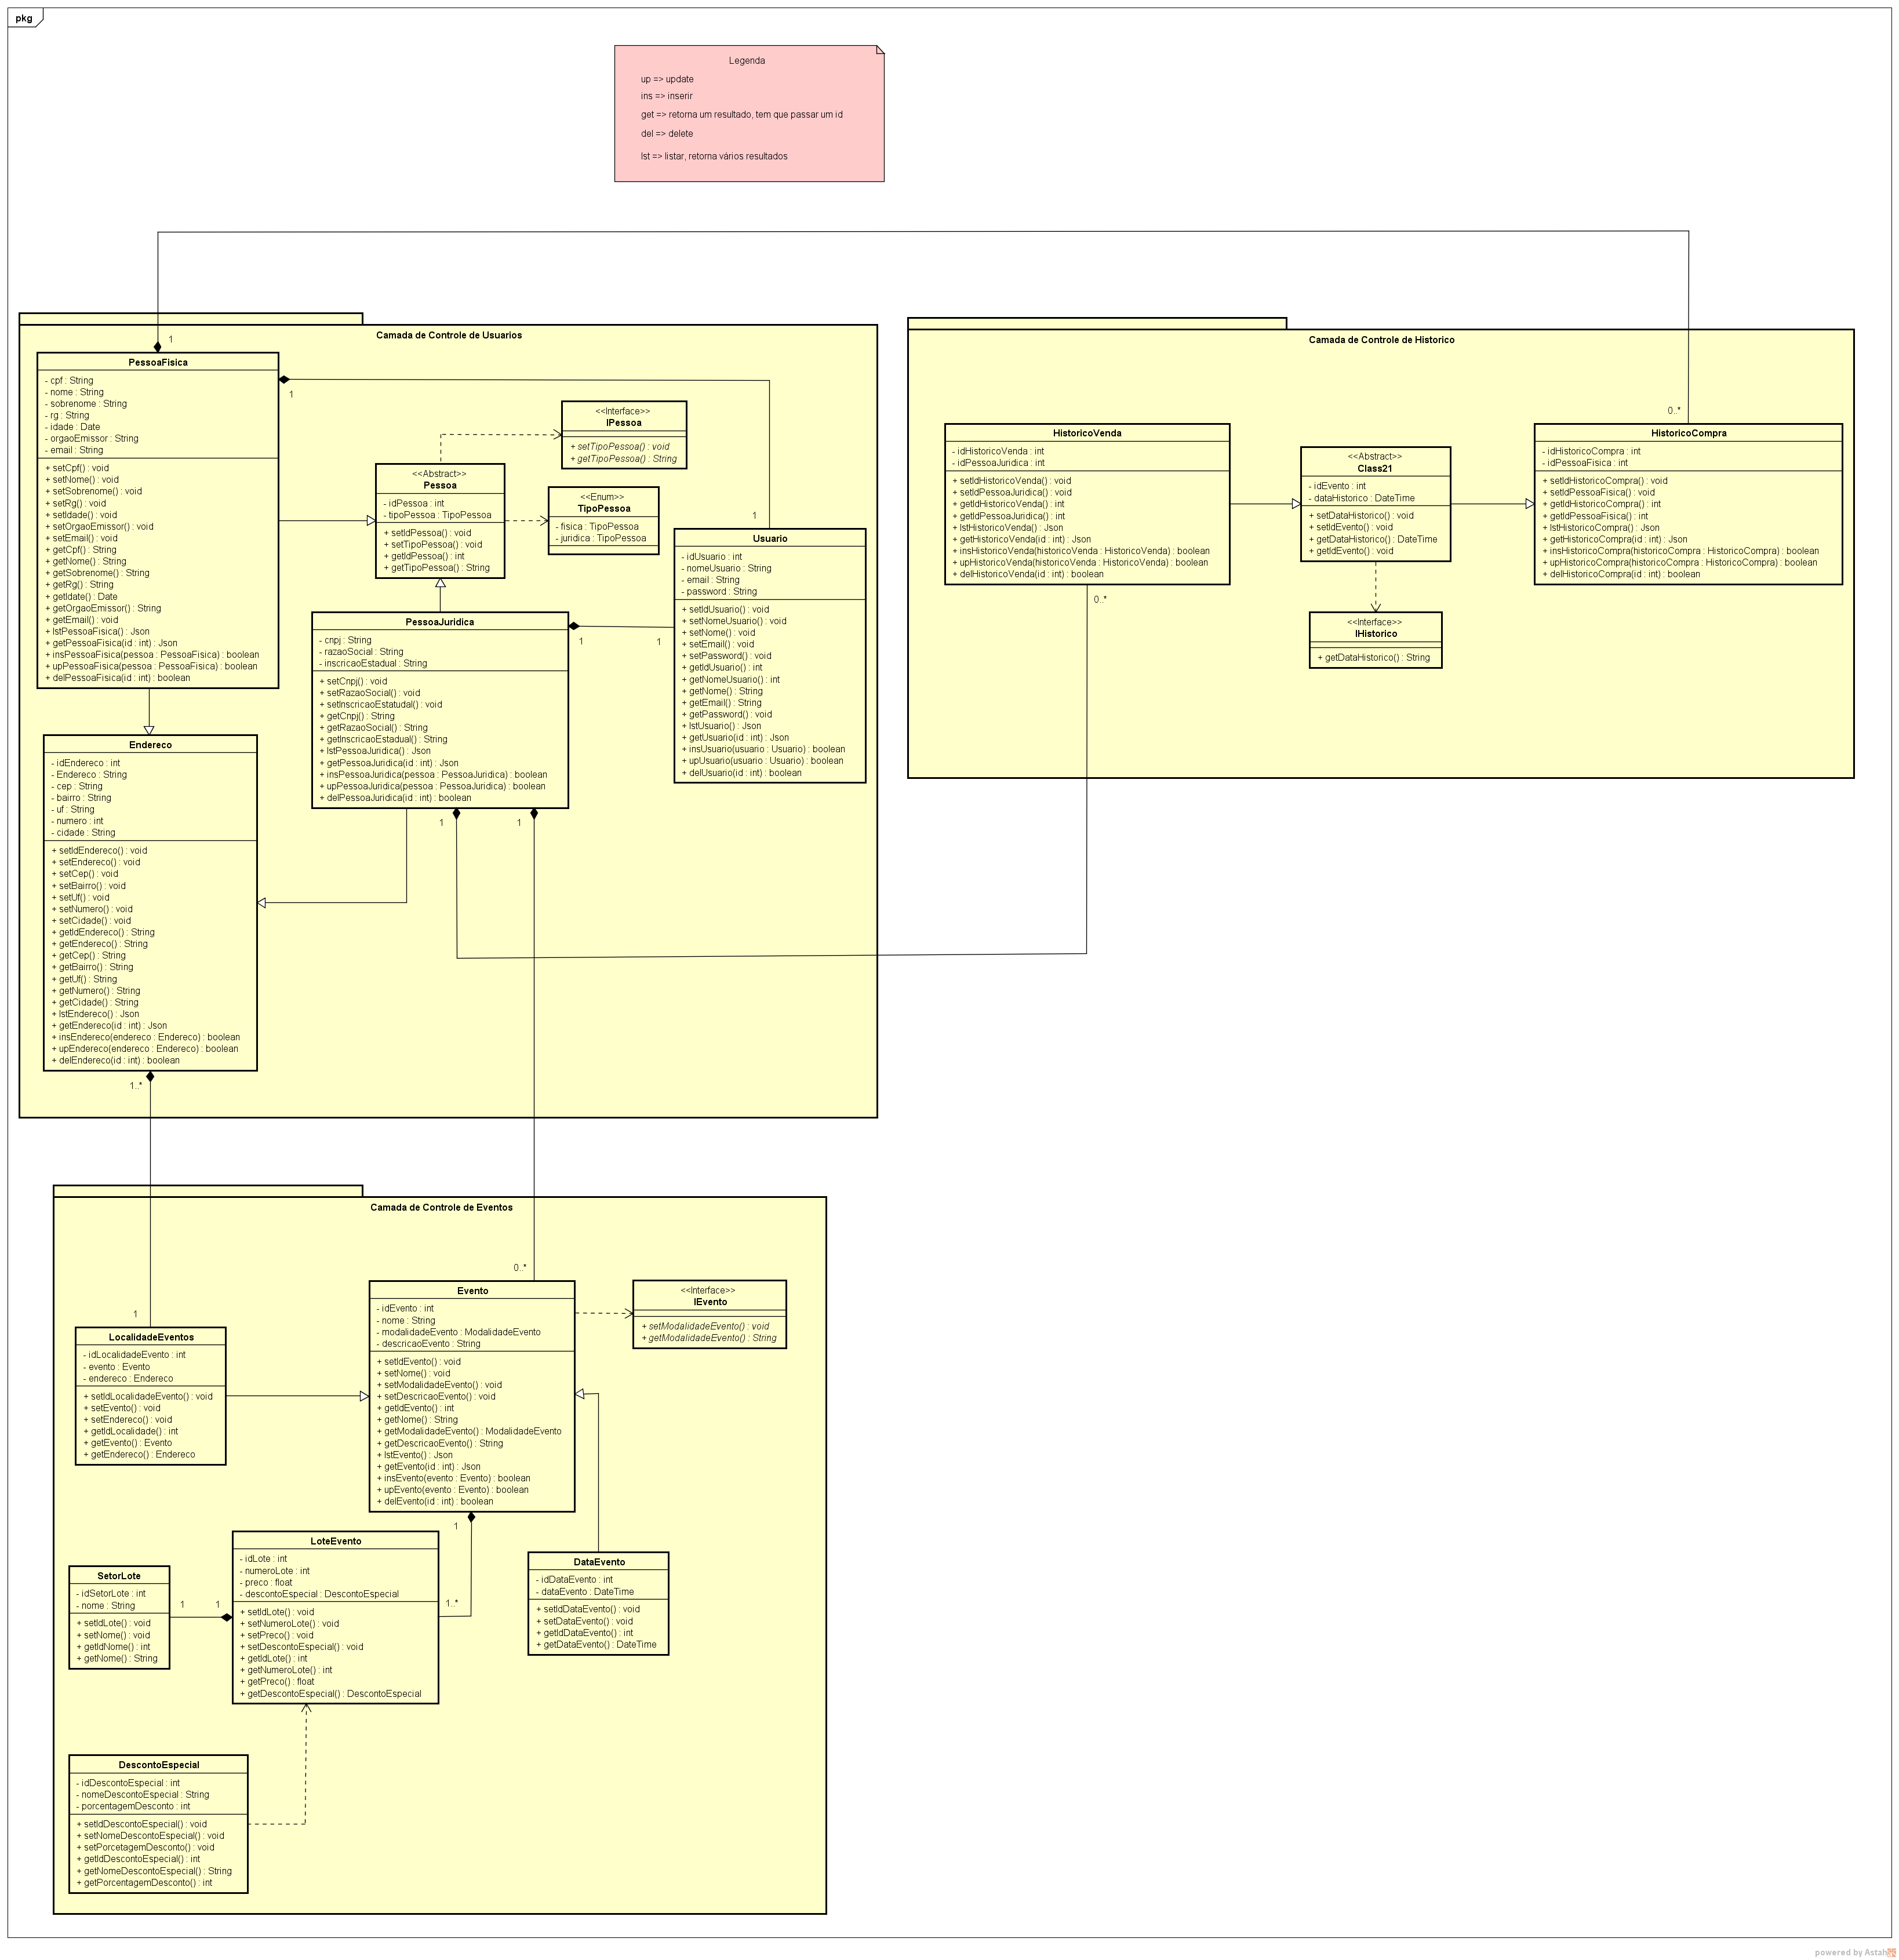 pkg
Legenda
up => update
ins => inserir
get => retorna um resultado, tem que passar um id
del => delete
lst => listar, retorna vários resultados
Camada de Controle de Usuarios
1
PessoaFisica
- cpf : String
- nome : String
- sobrenome : String
- rg : String
- idade : Date
- orgaoEmissor : String
- email : String
+ setCpf() : void
+ setNome() : void
+ setSobrenome() : void
+ setRg() : void
+ setIdade() : void
+ setOrgaoEmissor() : void
+ setEmail() : void
+ getCpf() : String
+ getNome() : String
+ getSobrenome() : String
+ getRg() : String
+ getIdate() : Date
+ getOrgaoEmissor() : String
+ getEmail() : void
+ lstPessoaFisica() : Json
+ getPessoaFisica(id : int) : Json
+ insPessoaFisica(pessoa : PessoaFisica) : boolean
+ upPessoaFisica(pessoa : PessoaFisica) : boolean
+ delPessoaFisica(id : int) : boolean
1
<<Interface>>
IPessoa
+ setTipoPessoa() : void
+ getTipoPessoa() : String
<<Abstract>>
Pessoa
- idPessoa : int
- tipoPessoa : TipoPessoa
+ setIdPessoa() : void
+ setTipoPessoa() : void
+ getIdPessoa() : int
+ getTipoPessoa() : String
<<Enum>>
TipoPessoa
- fisica : TipoPessoa
- juridica : TipoPessoa
1
Usuario
- idUsuario : int
- nomeUsuario : String
- email : String
- password : String
+ setIdUsuario() : void
+ setNomeUsuario() : void
+ setNome() : void
+ setEmail() : void
+ setPassword() : void
+ getIdUsuario() : int
+ getNomeUsuario() : int
+ getNome() : String
+ getEmail() : String
+ getPassword() : void
+ lstUsuario() : Json
+ getUsuario(id : int) : Json
+ insUsuario(usuario : Usuario) : boolean
+ upUsuario(usuario : Usuario) : boolean
+ delUsuario(id : int) : boolean
PessoaJuridica
- cnpj : String
- razaoSocial : String
- inscricaoEstadual : String
+ setCnpj() : void
+ setRazaoSocial() : void
+ setInscricaoEstatudal() : void
+ getCnpj() : String
+ getRazaoSocial() : String
+ getInscricaoEstadual() : String
+ lstPessoaJuridica() : Json
+ getPessoaJuridica(id : int) : Json
+ insPessoaJuridica(pessoa : PessoaJuridica) : boolean
+ upPessoaJuridica(pessoa : PessoaJuridica) : boolean
+ delPessoaJuridica(id : int) : boolean
1
1
1
1
Endereco
- idEndereco : int
- Endereco : String
- cep : String
- bairro : String
- uf : String
- numero : int
- cidade : String
+ setIdEndereco() : void
+ setEndereco() : void
+ setCep() : void
+ setBairro() : void
+ setUf() : void
+ setNumero() : void
+ setCidade() : void
+ getIdEndereco() : String
+ getEndereco() : String
+ getCep() : String
+ getBairro() : String
+ getUf() : String
+ getNumero() : String
+ getCidade() : String
+ lstEndereco() : Json
+ getEndereco(id : int) : Json
+ insEndereco(endereco : Endereco) : boolean
+ upEndereco(endereco : Endereco) : boolean
+ delEndereco(id : int) : boolean
1..*
Camada de Controle de Historico
0..*
HistoricoVenda
- idHistoricoVenda : int
- idPessoaJuridica : int
+ setIdHistoricoVenda() : void
+ setIdPessoaJuridica() : void
+ getIdHistoricoVenda() : int
+ getIdPessoaJuridica() : int
+ lstHistoricoVenda() : Json
+ getHistoricoVenda(id : int) : Json
+ insHistoricoVenda(historicoVenda : HistoricoVenda) : boolean
+ upHistoricoVenda(historicoVenda : HistoricoVenda) : boolean
+ delHistoricoVenda(id : int) : boolean
0..*
<<Abstract>>
Class21
- idEvento : int
- dataHistorico : DateTime
+ setDataHistorico() : void
+ setIdEvento() : void
+ getDataHistorico() : DateTime
+ getIdEvento() : void
<<Interface>>
IHistorico
+ getDataHistorico() : String
HistoricoCompra
- idHistoricoCompra : int
- idPessoaFisica : int
+ setIdHistoricoCompra() : void
+ setIdPessoaFisica() : void
+ getIdHistoricoCompra() : int
+ getIdPessoaFisica() : int
+ lstHistoricoCompra() : Json
+ getHistoricoCompra(id : int) : Json
+ insHistoricoCompra(historicoCompra : HistoricoCompra) : boolean
+ upHistoricoCompra(historicoCompra : HistoricoCompra) : boolean
+ delHistoricoCompra(id : int) : boolean
Camada de Controle de Eventos
0..*
1
LocalidadeEventos
- idLocalidadeEvento : int
- evento : Evento
- endereco : Endereco
+ setIdLocalidadeEvento() : void
+ setEvento() : void
+ setEndereco() : void
+ getIdLocalidade() : int
+ getEvento() : Evento
+ getEndereco() : Endereco
Evento
- idEvento : int
- nome : String
- modalidadeEvento : ModalidadeEvento
- descricaoEvento : String
+ setIdEvento() : void
+ setNome() : void
+ setModalidadeEvento() : void
+ setDescricaoEvento() : void
+ getIdEvento() : int
+ getNome() : String
+ getModalidadeEvento() : ModalidadeEvento
+ getDescricaoEvento() : String
+ lstEvento() : Json
+ getEvento(id : int) : Json
+ insEvento(evento : Evento) : boolean
+ upEvento(evento : Evento) : boolean
+ delEvento(id : int) : boolean
<<Interface>>
IEvento
+ setModalidadeEvento() : void
+ getModalidadeEvento() : String
1
LoteEvento
- idLote : int
- numeroLote : int
- preco : float
- descontoEspecial : DescontoEspecial
+ setIdLote() : void
+ setNumeroLote() : void
+ setPreco() : void
+ setDescontoEspecial() : void
+ getIdLote() : int
+ getNumeroLote() : int
+ getPreco() : float
+ getDescontoEspecial() : DescontoEspecial
1..*
SetorLote
- idSetorLote : int
- nome : String
+ setIdLote() : void
+ setNome() : void
+ getIdNome() : int
+ getNome() : String
1
1
DataEvento
- idDataEvento : int
- dataEvento : DateTime
+ setIdDataEvento() : void
+ setDataEvento() : void
+ getIdDataEvento() : int
+ getDataEvento() : DateTime
DescontoEspecial
- idDescontoEspecial : int
- nomeDescontoEspecial : String
- porcentagemDesconto : int
+ setIdDescontoEspecial() : void
+ setNomeDescontoEspecial() : void
+ setPorcetagemDesconto() : void
+ getIdDescontoEspecial() : int
+ getNomeDescontoEspecial() : String
+ getPorcentagemDesconto() : int
powered by Astah